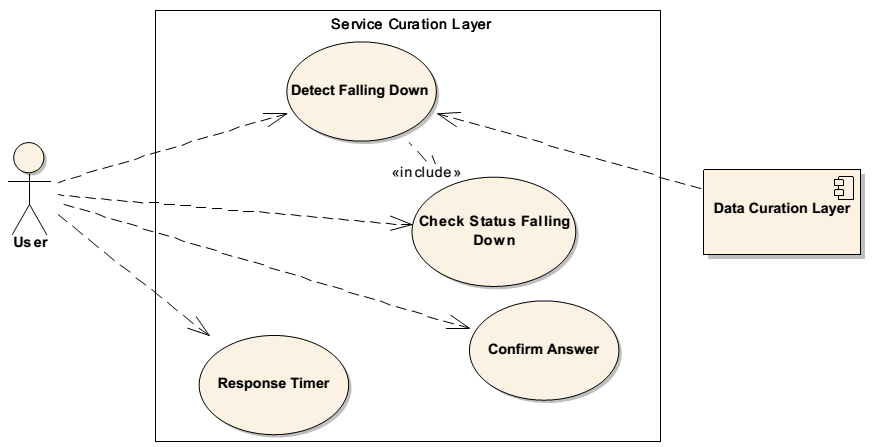 Service Curation Layer
Detect Falling Down
«include»
Check Status Falling
Down
Data Curation Layer
User
Confirm Answer
Response Timer